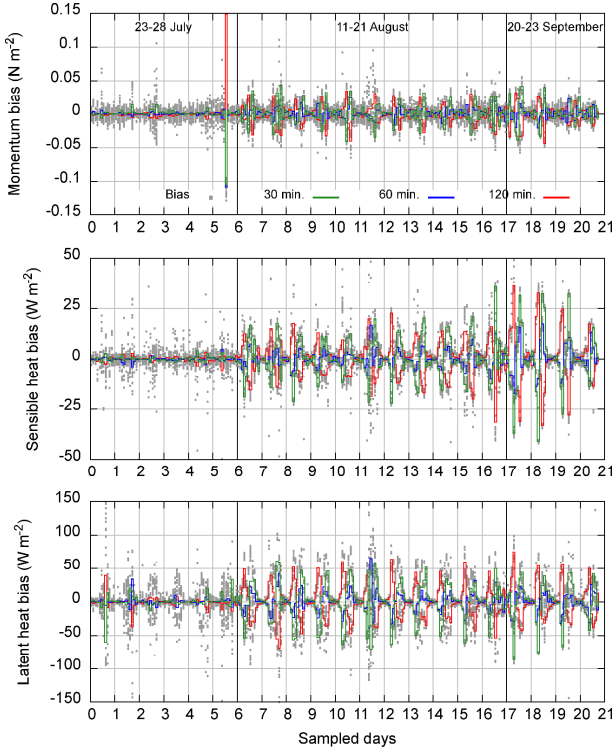 23-28 July 11-21 August 20-23 September
Momentum bias (N m-2)
0.15
0.1
0.05
0
-0.05
-0.1
-0.15
Bias 30 min. 60 min. 120 min.
0 1 2 3 4 5 6 7 8 9 10 11 12 13 14 15 16 17 18 19 20 21
Sensible heat bias (W m-2)
50
25
0
-25
-50
0 1 2 3 4 5 6 7 8 9 10 11 12 13 14 15 16 17 18 19 20 21
Latent heat bias (W m-2)
150
100
50
0
-50
-100
-150
0 1 2 3 4 5 6 7 8 9 10 11 12 13 14 15 16 17 18 19 20 21
Sampled days